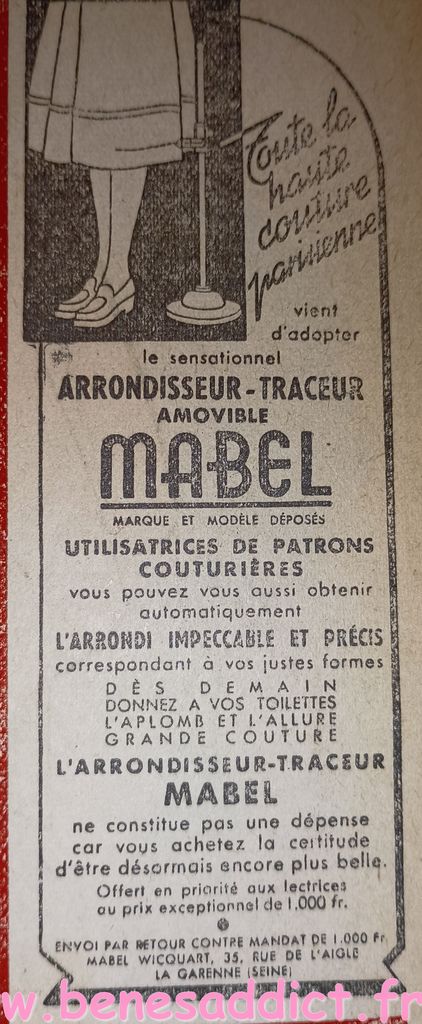 Toute la
haute
couture
parisienne
vient
d'adopter
le sensationnel
ARRONDISSEUR-TRACEUR
AMOVIBLE
MABEL
MARQUE ET MODÈLE DÉPOSÉS
UTILISATRICES DE PATRONS
COUTURIÈRES
vous pouvez vous aussi obtenir
automatiquement
L'ARRONDI IMPECCABLE ET PRÉCIS
correspondant à vos justes formes
DÈS DEMAIN
DONNEZ A VOS TOILETTES
L'APLOMB ET L'ALLURE
GRANDE COUTURE
L'ARRONDISSEUR-TRACEUR
MABEL
ne constitue pas une dépense
car vous achetez la certitude
d'être désormais encore plus belle.
Offert en priorité aux lectrices
au prix exceptionnel de 1.000 fr.
ENVOI PAR RETOUR CONTRE MANDAT DE 1.000 Fr
MABEL WICQUART, 35, RUE DE L'AIGLE
LA GARENNE (SEINE)
w.benesaddict.fr